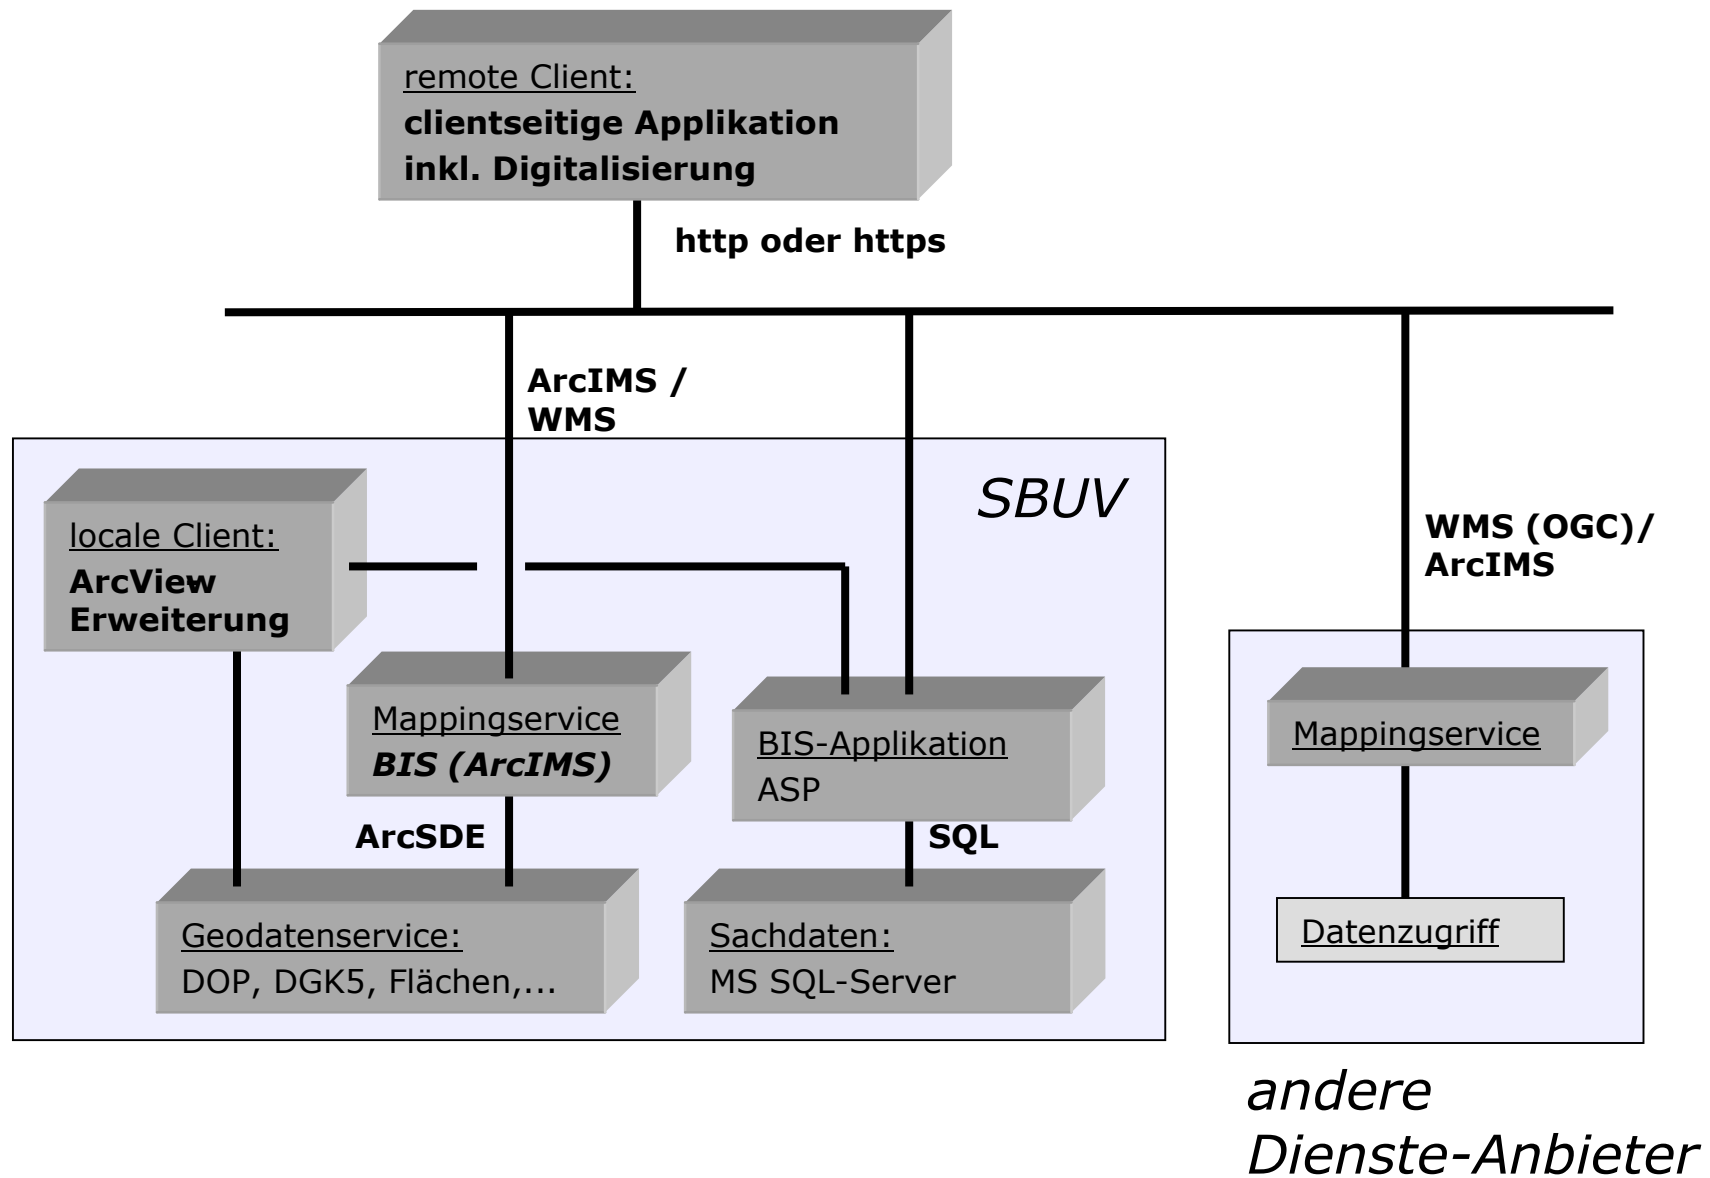 remote Client:
clientseitige Applikation
inkl. Digitalisierung
http oder https
ArcIMS /
WMS
SBUV
locale Client:
ArcView-
Erweiterung
WMS (OGC)/
ArcIMS
Mappingservice
BIS (ArcIMS)
BIS-Applikation
ASP
Mappingservice
ArcSDE
SQL
Geodatenservice:
DOP, DGK5, Flächen,...
Sachdaten:
MS SQL-Server
Datenzugriff
andere
Dienste-Anbieter